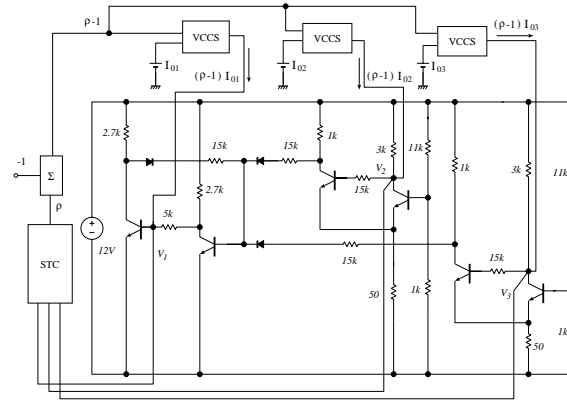 ρ-1
VCCS
I01
(ρ-1) I01
VCCS
I02
(ρ-1) I02
VCCS
I03
(ρ-1) I03
-1
Σ
ρ
STC
+
−
12V
2.7k
15k
15k
1k
3k
11k
1k
3k
11k
V2
15k
2.7k
5k
V1
15k
15k
V3
50
1k
50
1k